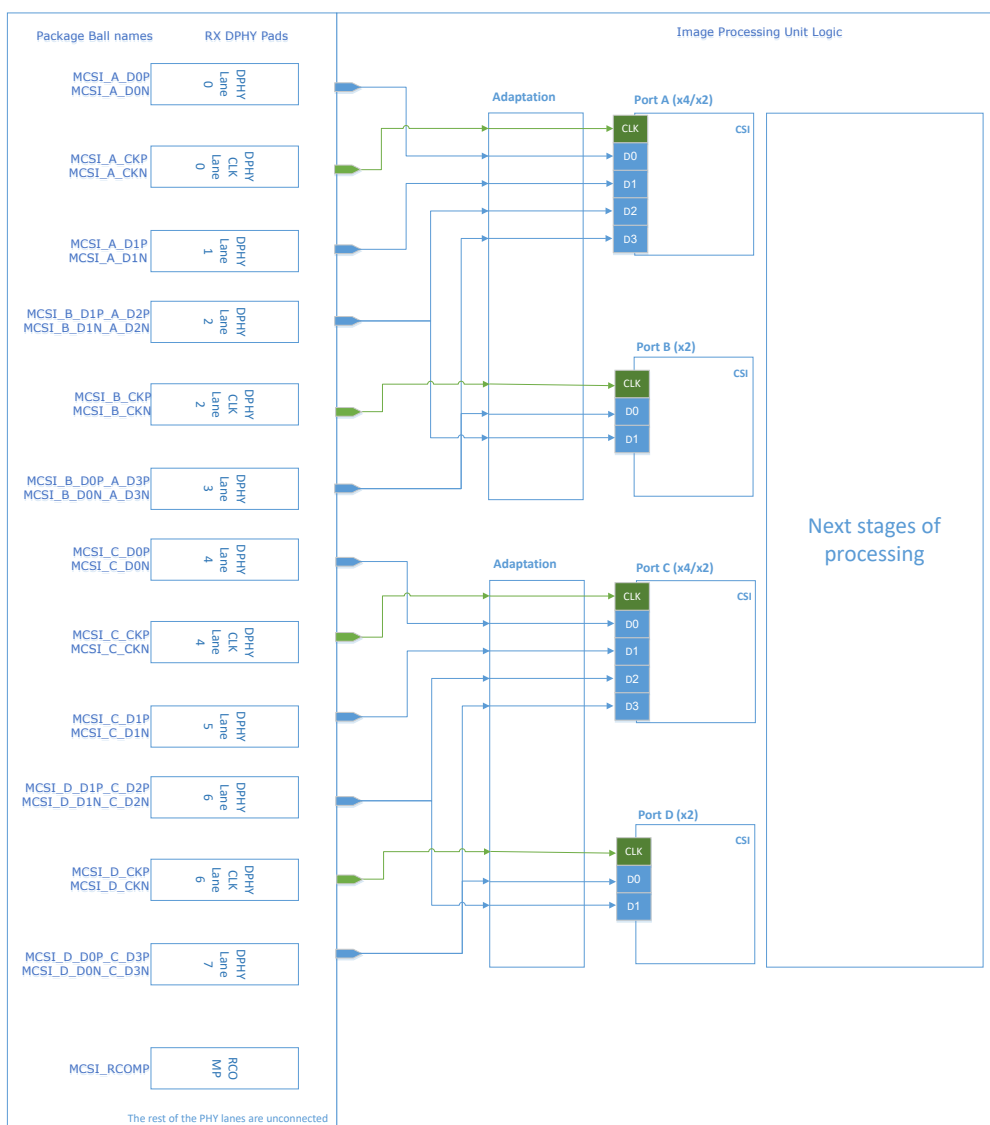 Package Ball names
RX DPHY Pads
Image Processing Unit Logic
MCSI_A_D0P
MCSI_A_D0N
DPHY
Lane
0
MCSI_A_CKP
MCSI_A_CKN
DPHY
CLK
Lane
0
MCSI_A_D1P
MCSI_A_D1N
DPHY
Lane
1
MCSI_B_D1P_A_D2P
MCSI_B_D1N_A_D2N
DPHY
Lane
2
MCSI_B_CKP
MCSI_B_CKN
DPHY
CLK
Lane
2
MCSI_B_D0P_A_D3P
MCSI_B_D0N_A_D3N
DPHY
Lane
3
MCSI_C_D0P
MCSI_C_D0N
DPHY
Lane
4
MCSI_C_CKP
MCSI_C_CKN
DPHY
CLK
Lane
4
MCSI_C_D1P
MCSI_C_D1N
DPHY
Lane
5
MCSI_D_D1P_C_D2P
MCSI_D_D1N_C_D2N
DPHY
Lane
6
MCSI_D_CKP
MCSI_D_CKN
DPHY
CLK
Lane
6
MCSI_D_D0P_C_D3P
MCSI_D_D0N_C_D3N
DPHY
Lane
7
MCSI_RCOMP
RCO
MP
The rest of the PHY lanes are unconnected
Adaptation
Port A (x4/x2)
CSI
CLK
D0
D1
D2
D3
Port B (x2)
CSI
CLK
D0
D1
Adaptation
Port C (x4/x2)
CSI
CLK
D0
D1
D2
D3
Port D (x2)
CSI
CLK
D0
D1
Next stages of
processing